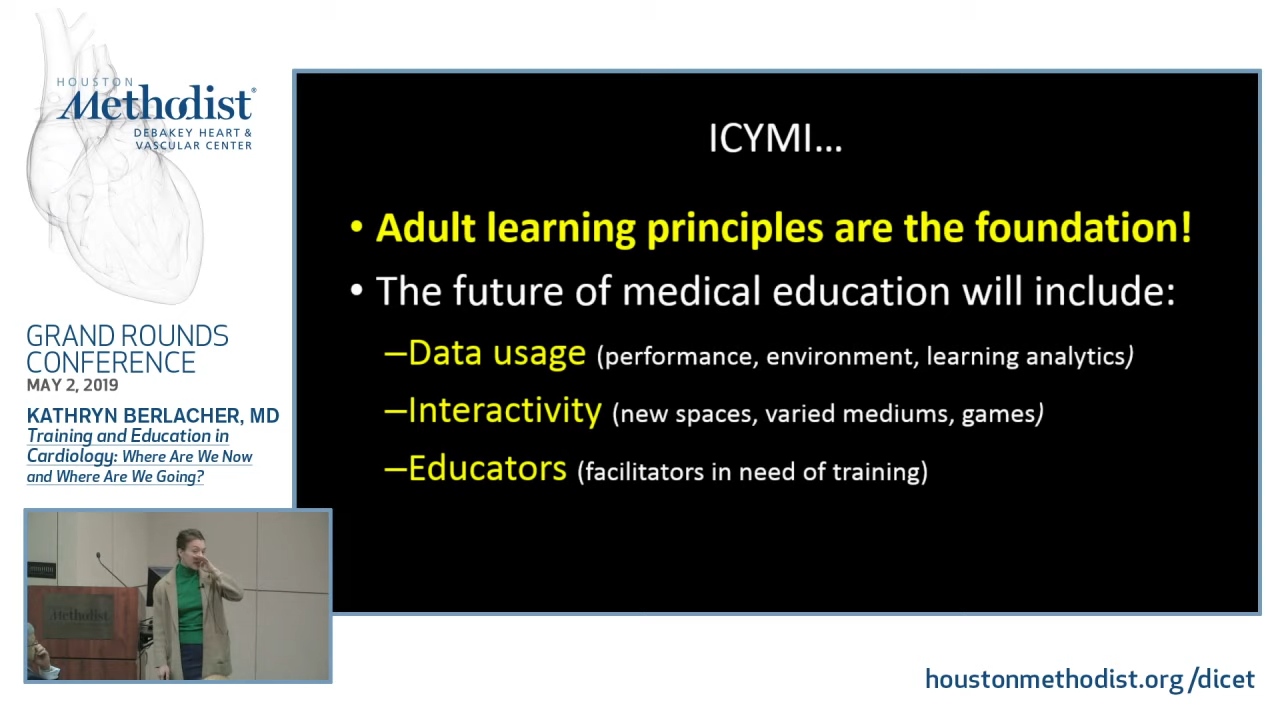 HOUSTON
Methodist®
DEBAKEY HEART &
VASCULAR CENTER
GRAND ROUNDS
CONFERENCE
MAY 2, 2019
KATHRYN BERLACHER, MD
Training and Education in
Cardiology: Where Are We Now
and Where Are We Going?
ICYMI...
• Adult learning principles are the foundation!
• The future of medical education will include:
–Data usage (performance, environment, learning analytics)
–Interactivity (new spaces, varied mediums, games)
–Educators (facilitators in need of training)
Methodist
houstonmethodist.org/dicet